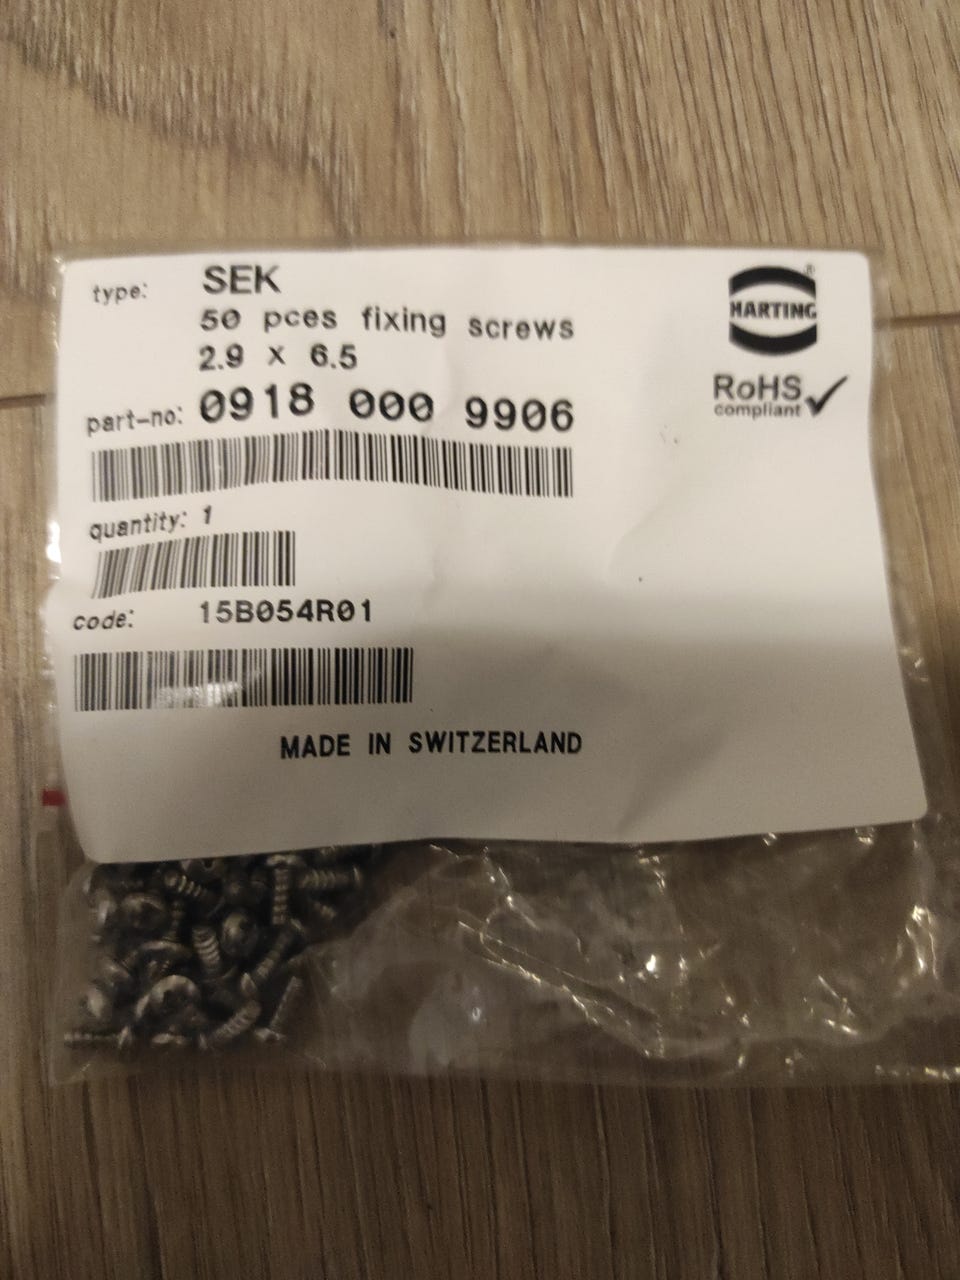 type: SEK
50 pces fixing screws
2.9 x 6.5
part-no: 0918 000 9906
quantity: 1
code: 15B054R01
MADE IN SWITZERLAND
HARTING®
RoHS
compliant